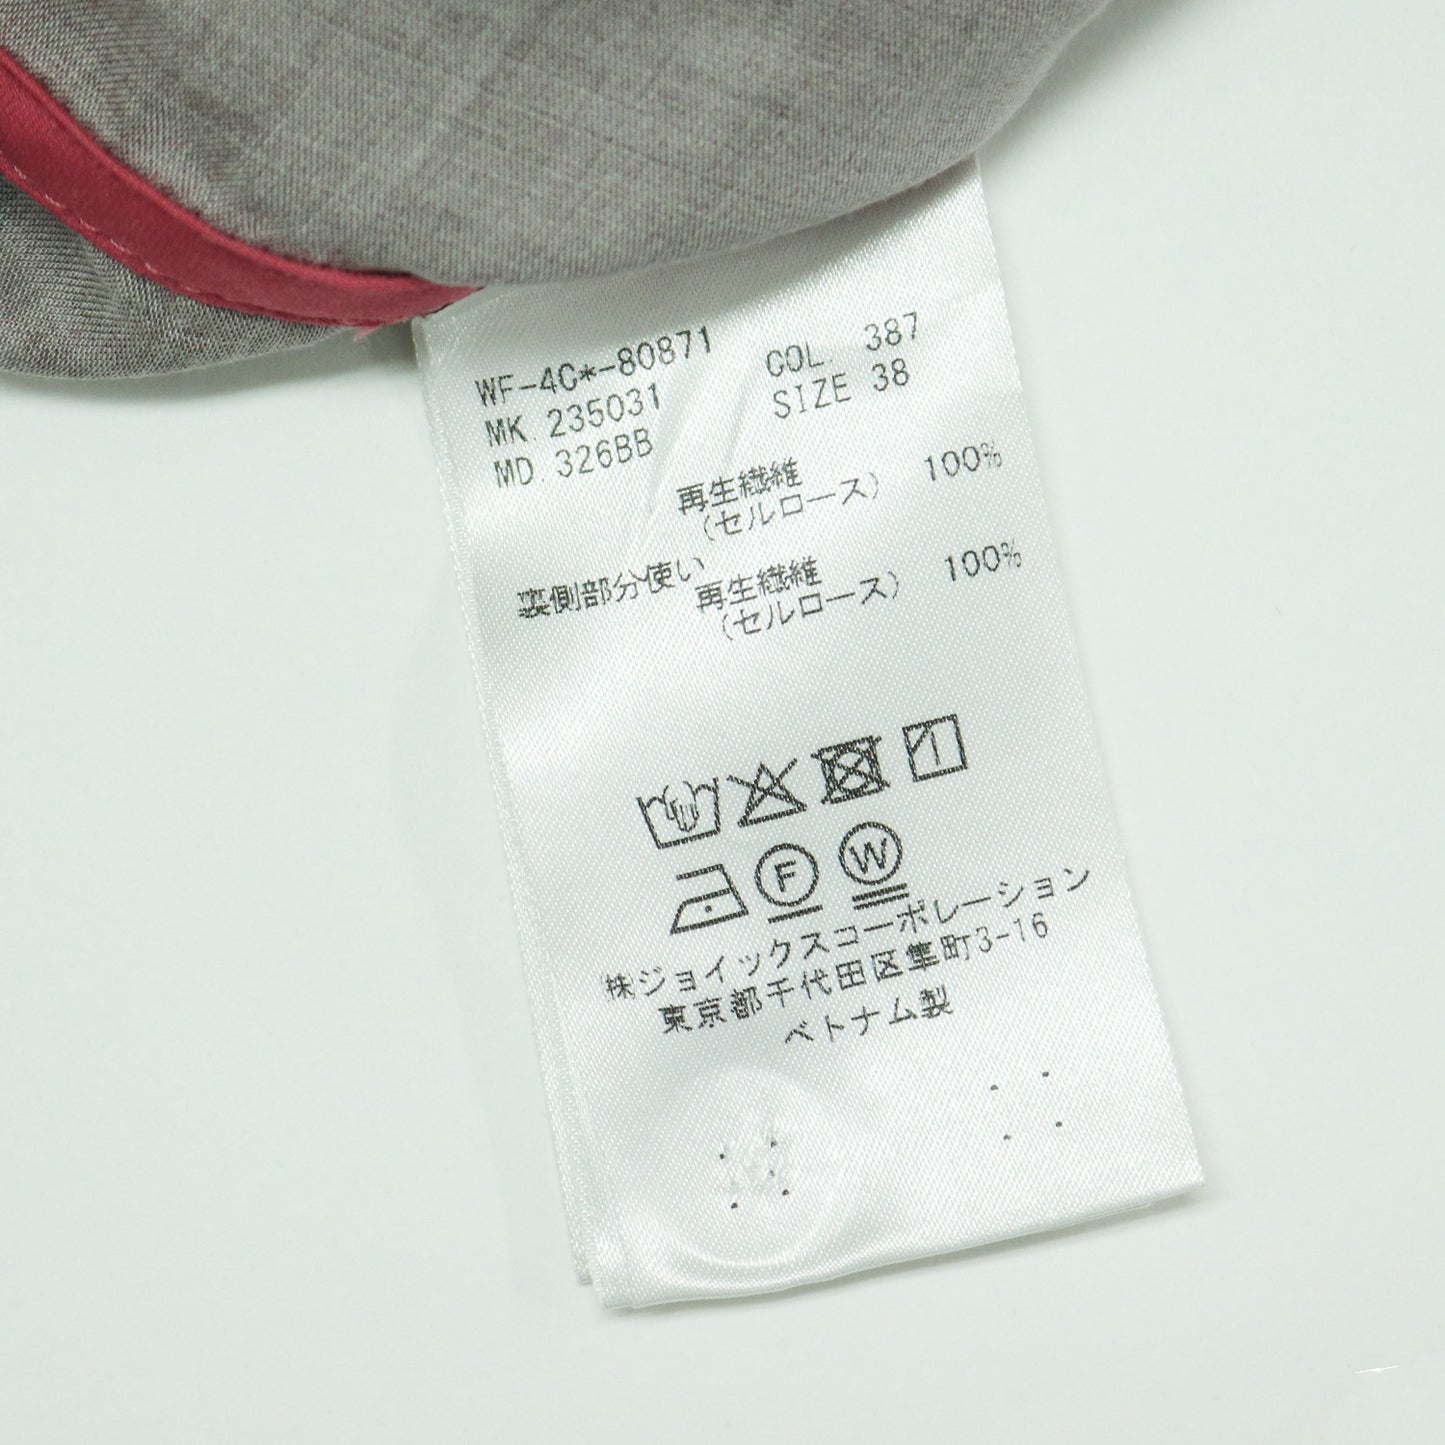 WF-4C*-80871 COL. 387
MK. 235031 SIZE 38
MD. 326BB
再生繊維 100%
(セルロース)
裏側部分使い
再生繊維 100%
(セルロース)
F W
株ジョイックスコーポレーション
東京都千代田区隼町3-16
ベトナム製